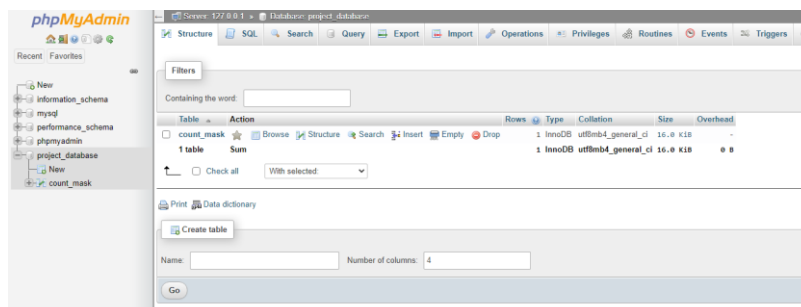 phpMyAdmin
Recent Favorites
New
information_schema
mysql
performance_schema
phpmyadmin
project_database
New
count_mask
Server: 127.0.0.1 » Database: project_database
Structure SQL Search Query Export Import Operations Privileges Routines Events Triggers
Filters
Containing the word:
Table Action Rows Type Collation Size Overhead
count_mask Browse Structure Search Insert Empty Drop 1 InnoDB utf8mb4_general_ci 16.0 KiB -
1 table Sum 1 InnoDB utf8mb4_general_ci 16.0 KiB 0 B
Check all With selected:
Print Data dictionary
Create table
Name: Number of columns: 4
Go